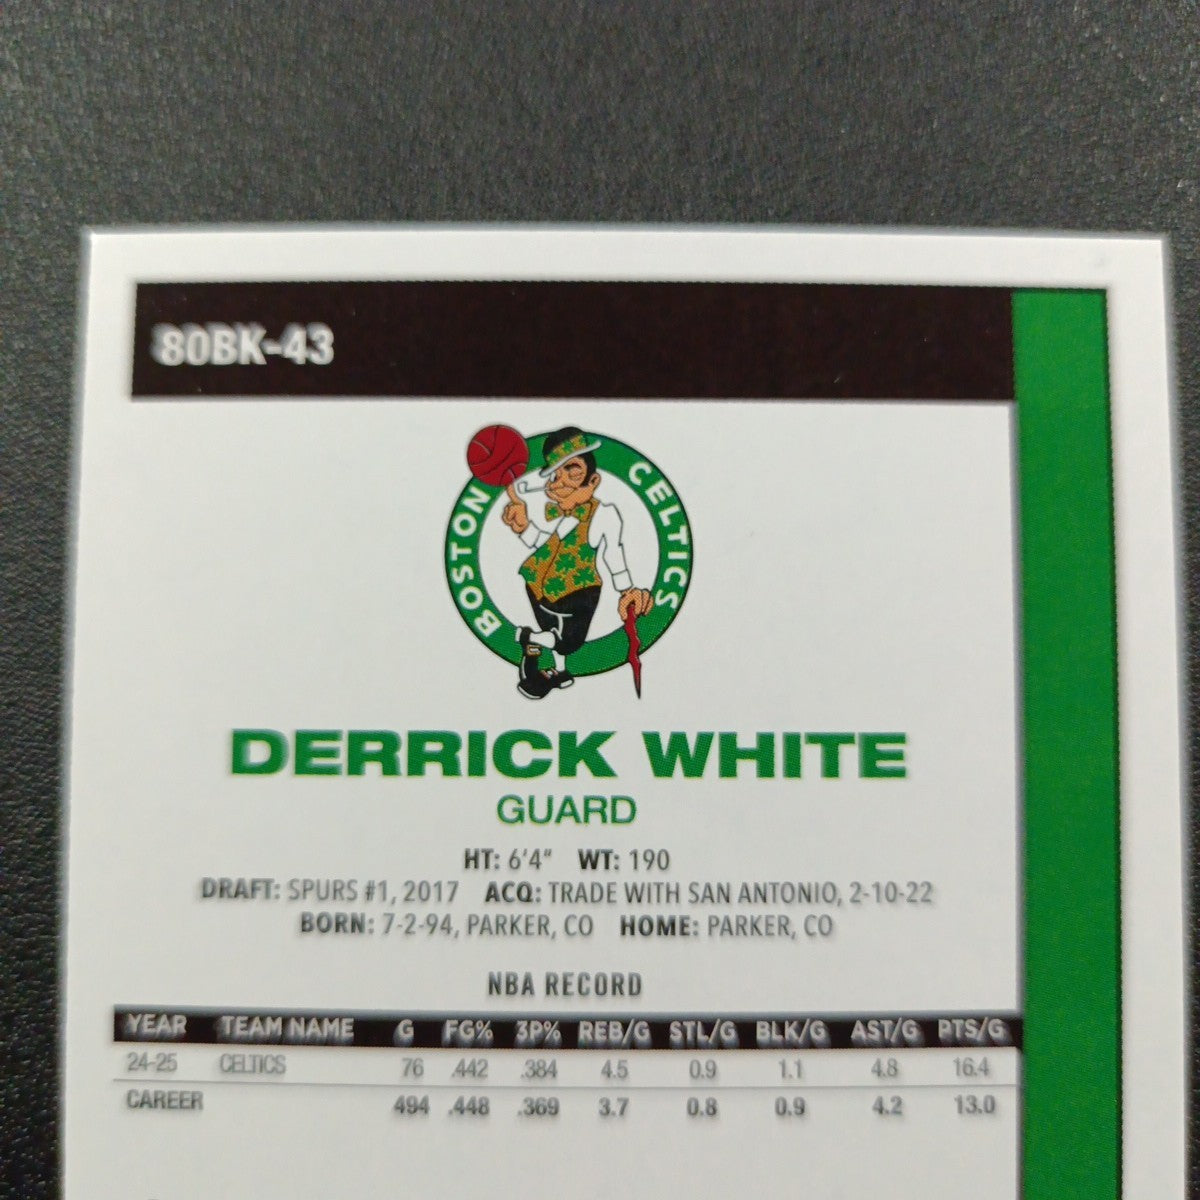 80BK-43
BOSTON CELTICS
DERRICK WHITE
GUARD
HT: 6'4" WT: 190
DRAFT: SPURS #1, 2017 ACQ: TRADE WITH SAN ANTONIO, 2-10-22
BORN: 7-2-94, PARKER, CO HOME: PARKER, CO
NBA RECORD
YEAR TEAM NAME G FG% 3P% REB/G STL/G BLK/G AST/G PTS/G
24-25 CELTICS 76 .442 .384 4.5 0.9 1.1 4.8 16.4
CAREER 494 .448 .369 3.7 0.8 0.9 4.2 13.0